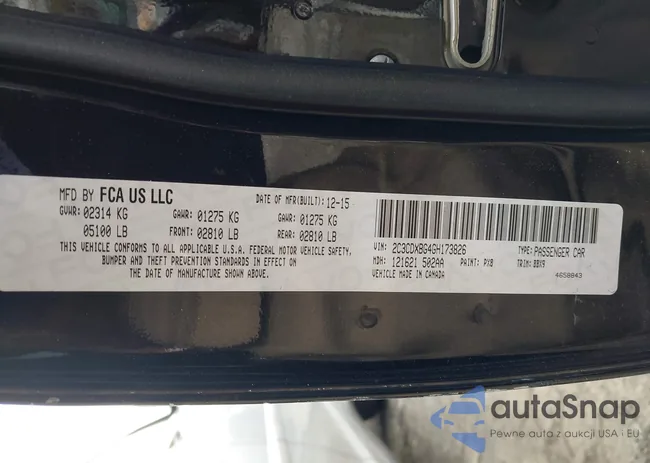 MFD BY FCA US LLC DATE OF MFR(BUILT): 12-15
GVWR: 02314 KG GAWR: 01275 KG GAWR: 01275 KG
05100 LB FRONT: 02810 LB REAR: 02810 LB
THIS VEHICLE CONFORMS TO ALL APPLICABLE U.S.A. FEDERAL MOTOR VEHICLE SAFETY,
BUMPER AND THEFT PREVENTION STANDARDS IN EFFECT ON
THE DATE OF MANUFACTURE SHOWN ABOVE.
VIN: 2C3CDXBG4GH173826 TYPE: PASSENGER CAR
MDH: 121621 502AA PAINT: PX8 TRIM: BBX9
VEHICLE MADE IN CANADA 4658843
autaSnap
Pewne auta z aukcji USA i EU